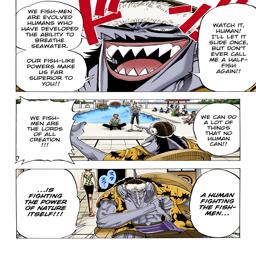 WATCH IT,
HUMAN!
I'LL LET IT
SLIDE ONCE,
BUT DON'T
EVER
CALL ME A
HALF-
FISH
AGAIN!!
WE FISH-MEN
ARE EVOLVED
HUMANS WHO
HAVE DEVELOPED
THE ABILITY TO
BREATHE
SEAWATER.
OUR FISH-LIKE
POWERS MAKE
US FAR
SUPERIOR TO
YOU!!
WE CAN DO
A LOT OF
THINGS
THAT NO
HUMAN
CAN!!
WE
FISH-
MEN ARE
THE LORDS
OF ALL
CREATION
!!!
A HUMAN
FIGHTING
THE FISH-
MEN...
...IS
FIGHTING
THE POWER
OF NATURE
ITSELF!!!